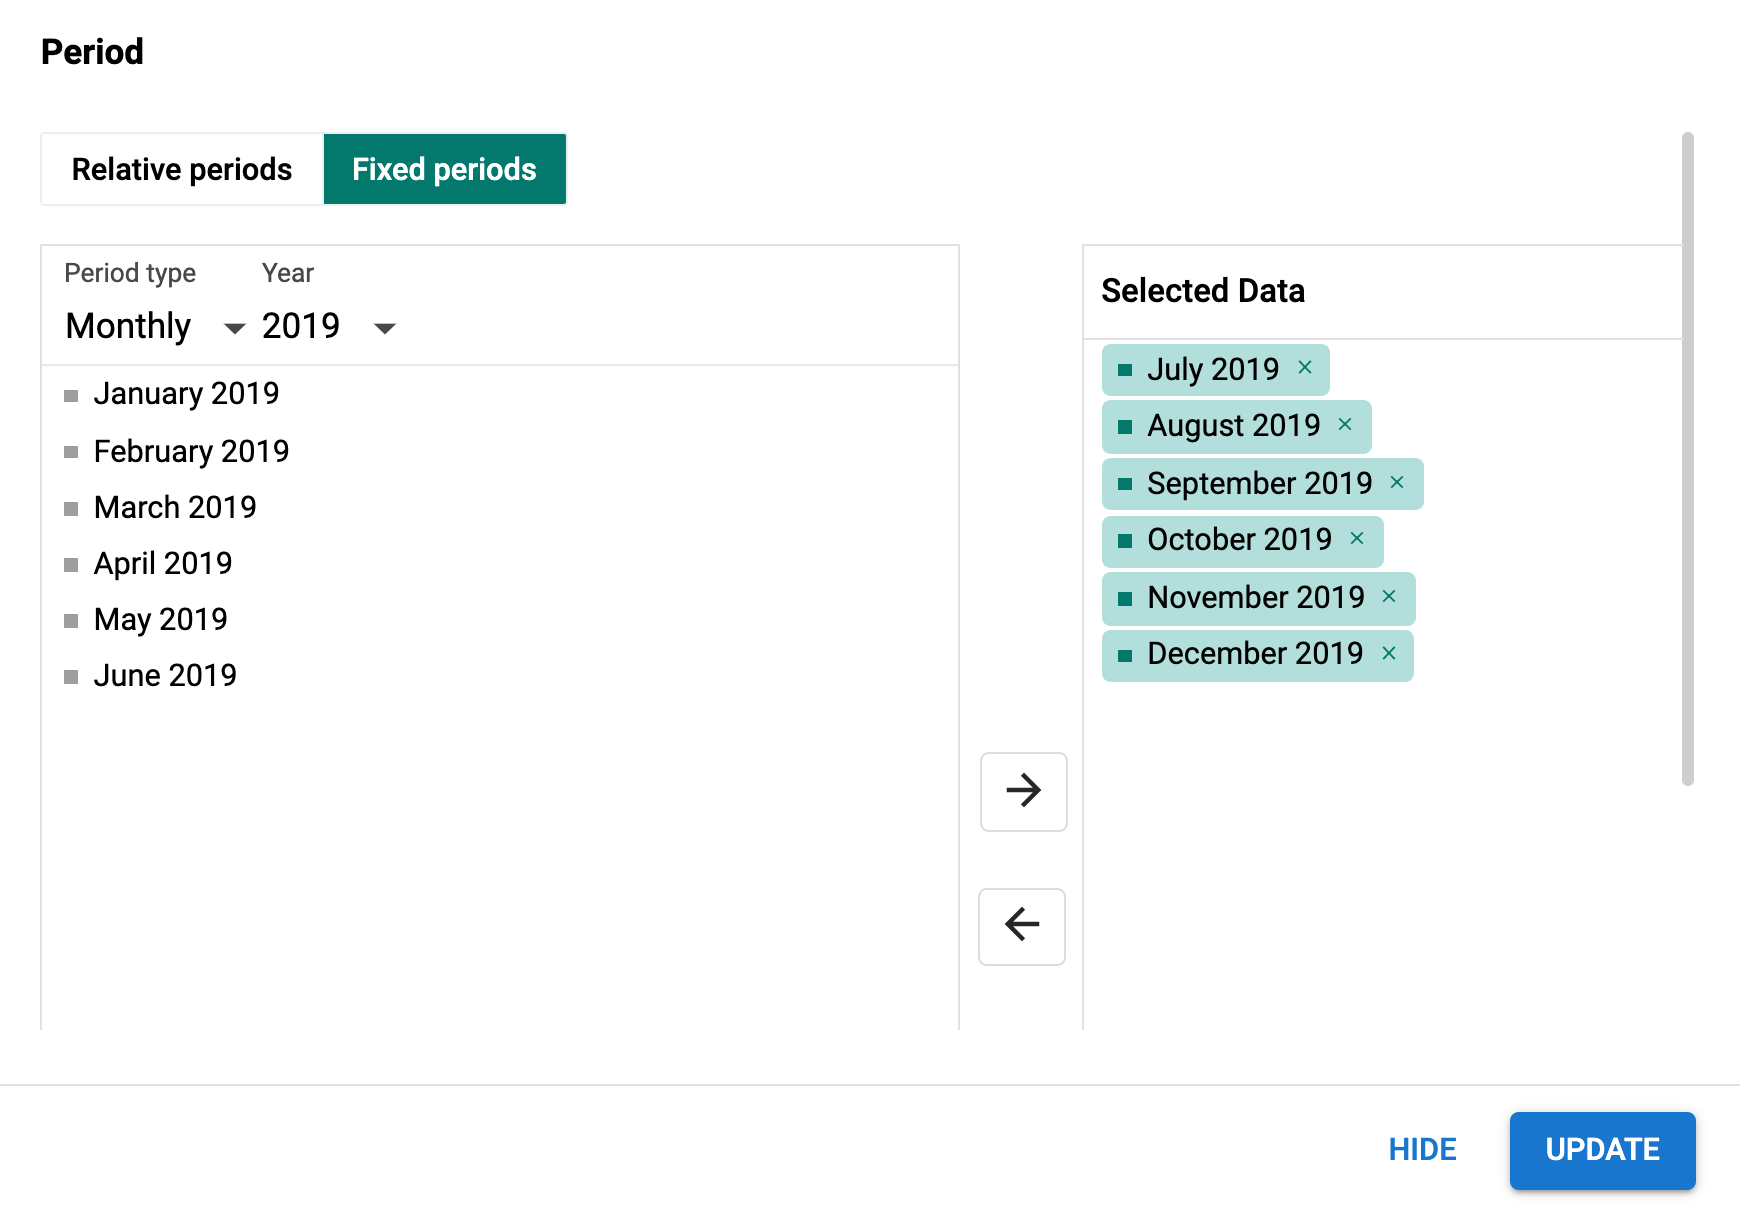 Period
Relative periods Fixed periods
Period type Year
Monthly 2019
January 2019
February 2019
March 2019
April 2019
May 2019
June 2019
Selected Data
July 2019 ×
August 2019 ×
September 2019 ×
October 2019 ×
November 2019 ×
December 2019 ×
HIDE UPDATE